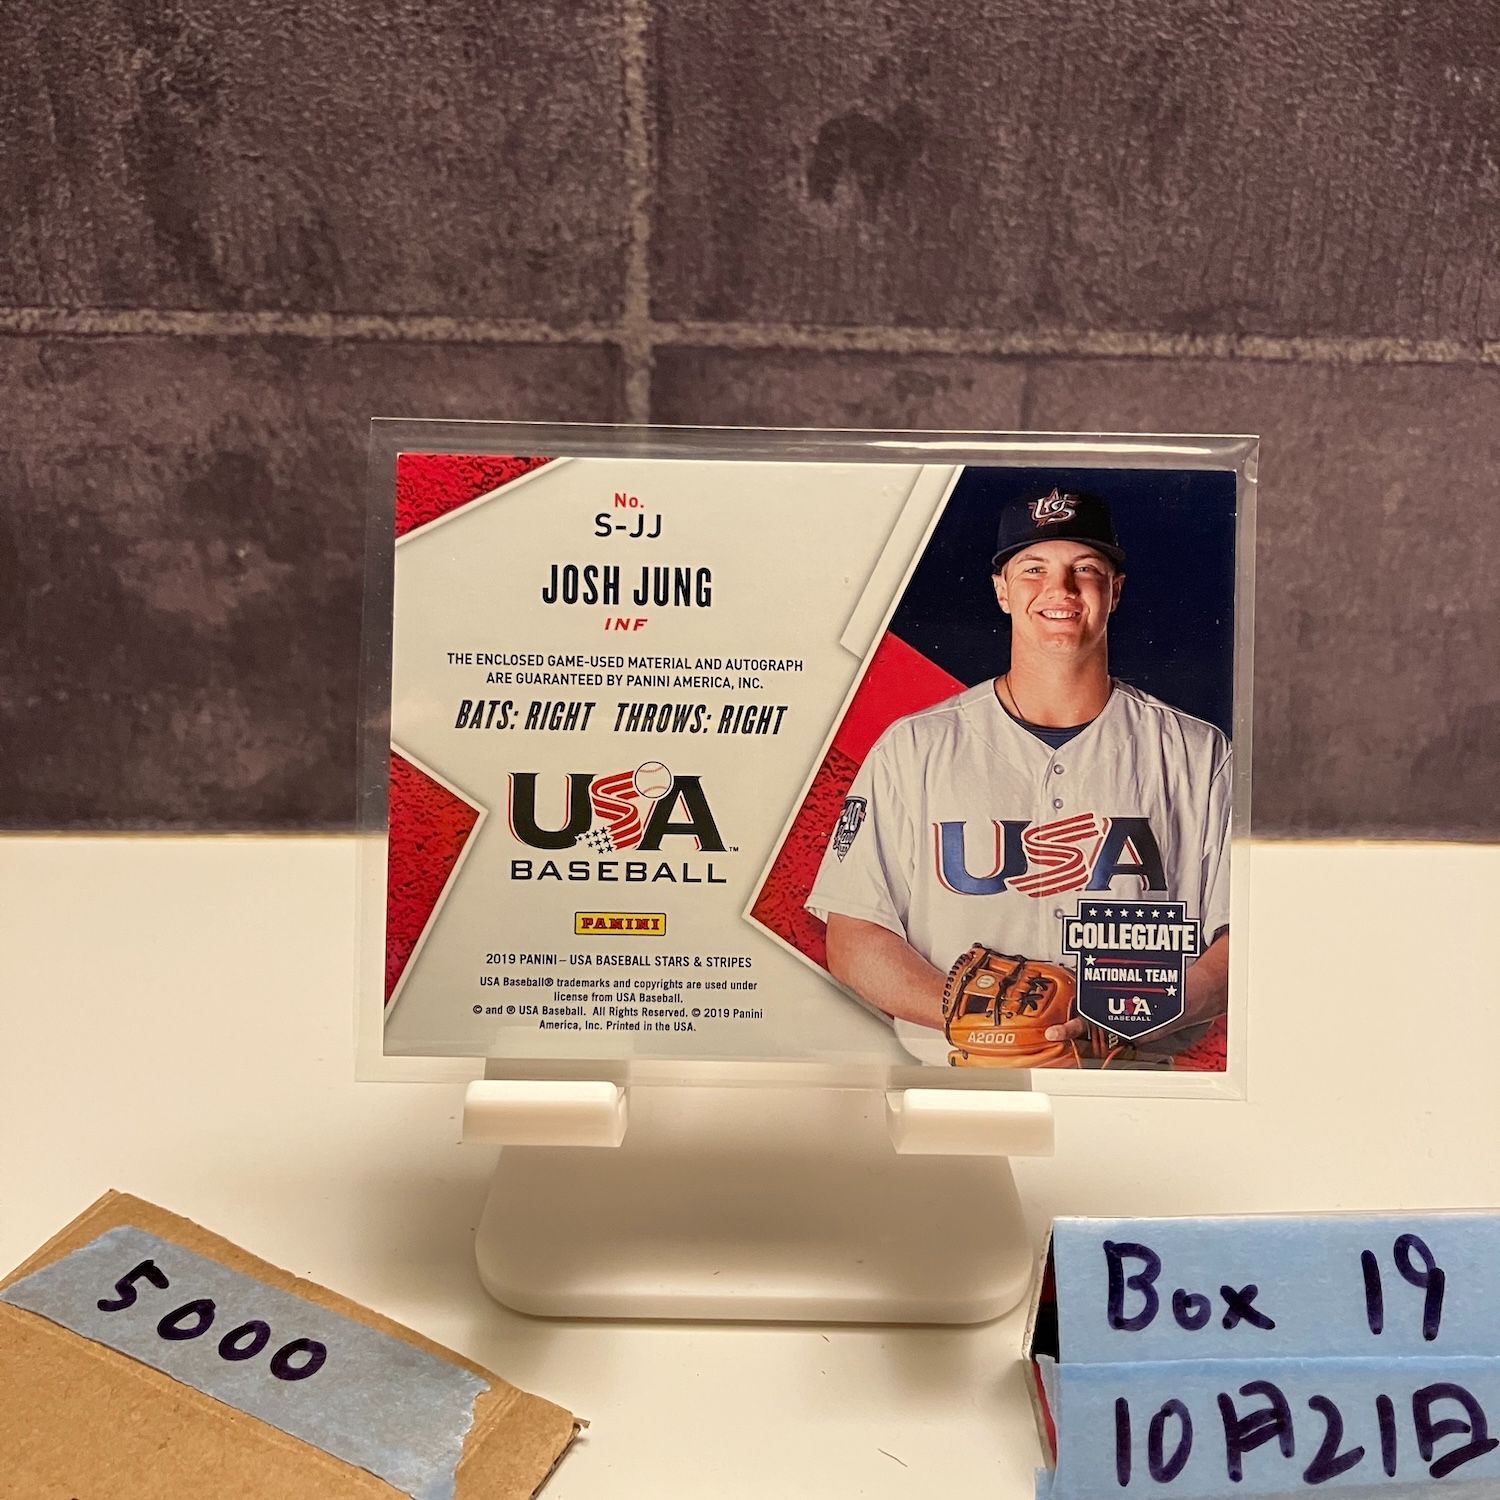 No.
S-JJ
JOSH JUNG
INF
THE ENCLOSED GAME-USED MATERIAL AND AUTOGRAPH
ARE GUARANTEED BY PANINI AMERICA, INC.
BATS: RIGHT THROWS: RIGHT
USA™
BASEBALL
PANINI
2019 PANINI – USA BASEBALL STARS & STRIPES
USA Baseball® trademarks and copyrights are used under
license from USA Baseball.
© and ® USA Baseball. All Rights Reserved. © 2019 Panini
America, Inc. Printed in the USA.
US
40
USA
COLLEGIATE
NATIONAL TEAM
USA
BASEBALL
A2000
5000
Box 19
10月21日